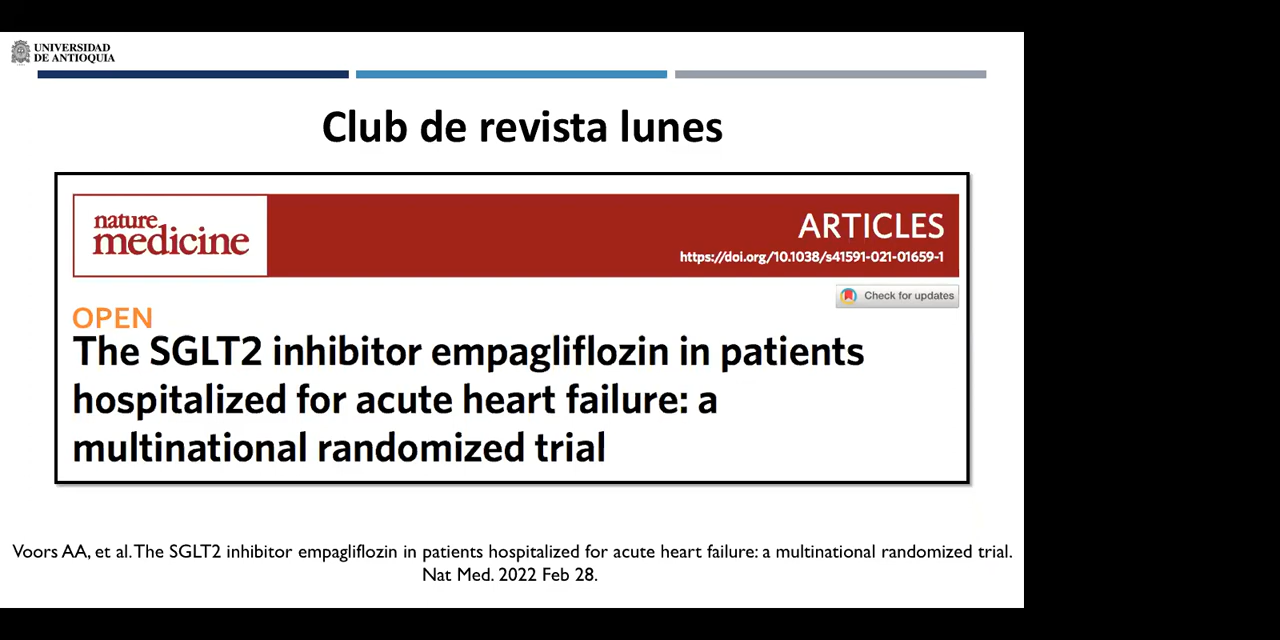 UNIVERSIDAD
DE ANTIOQUIA
Club de revista lunes
nature
medicine
ARTICLES
https://doi.org/10.1038/s41591-021-01659-1
Check for updates
OPEN
The SGLT2 inhibitor empagliflozin in patients
hospitalized for acute heart failure: a
multinational randomized trial
Voors AA, et al. The SGLT2 inhibitor empagliflozin in patients hospitalized for acute heart failure: a multinational randomized trial.
Nat Med. 2022 Feb 28.